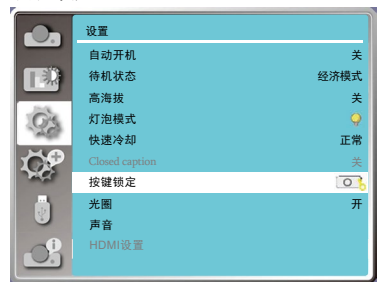 设置
自动开机 关
待机状态 经济模式
高海拔 关
灯泡模式
快速冷却 正常
Closed caption 关
按键锁定
光圈 开
声音
HDMI设置